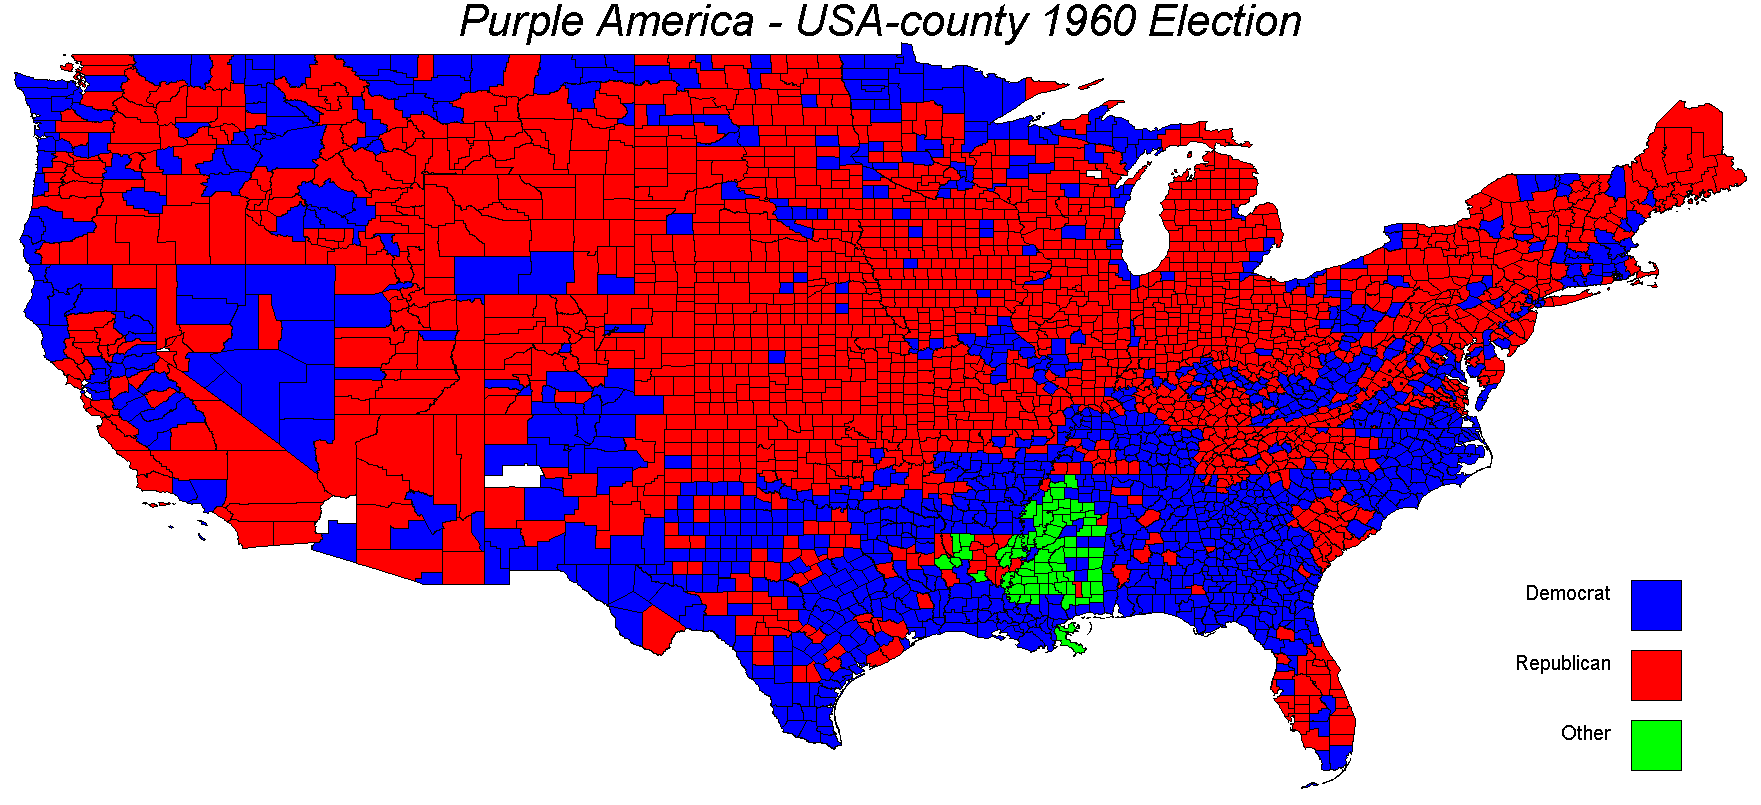 Purple America - USA-county 1960 Election
Democrat
Republican
Other